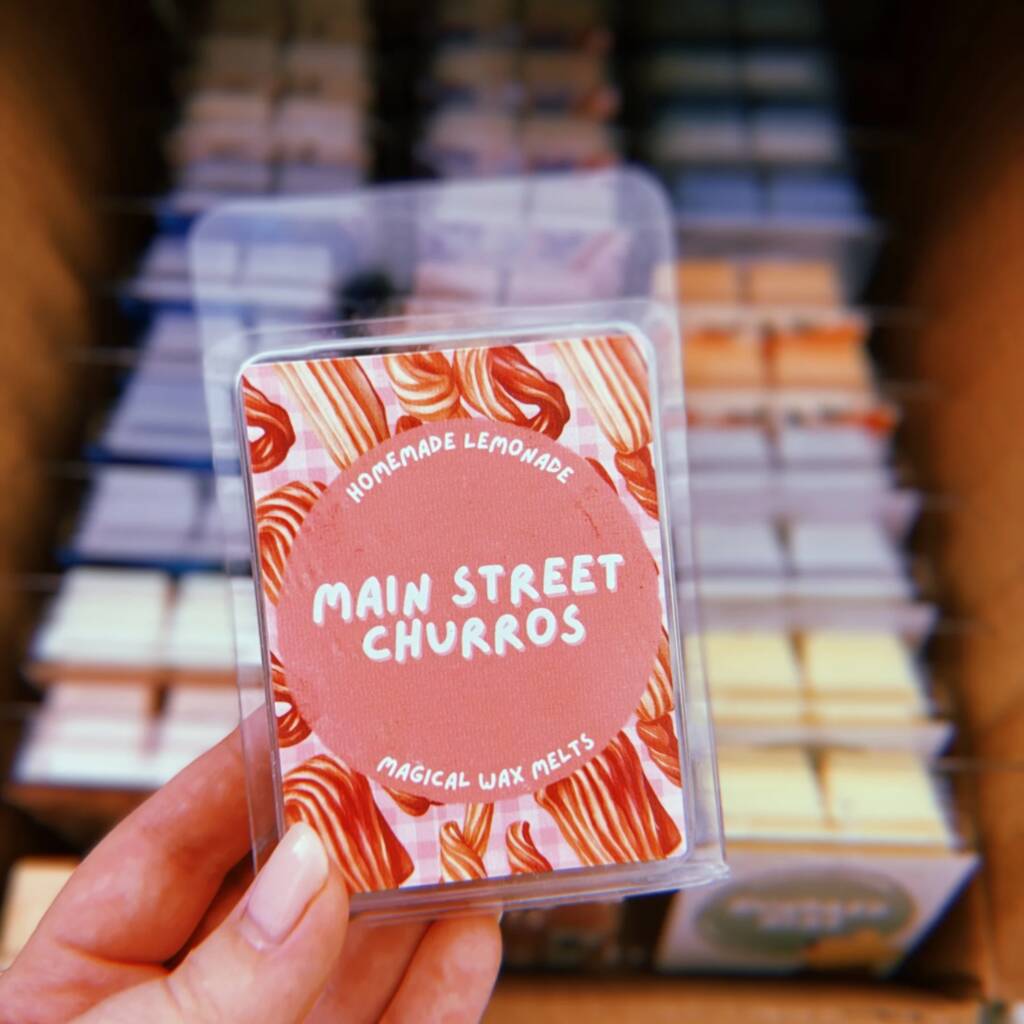 HOMEMADE LEMONADE
MAIN STREET
CHURROS
MAGICAL WAX MELTS